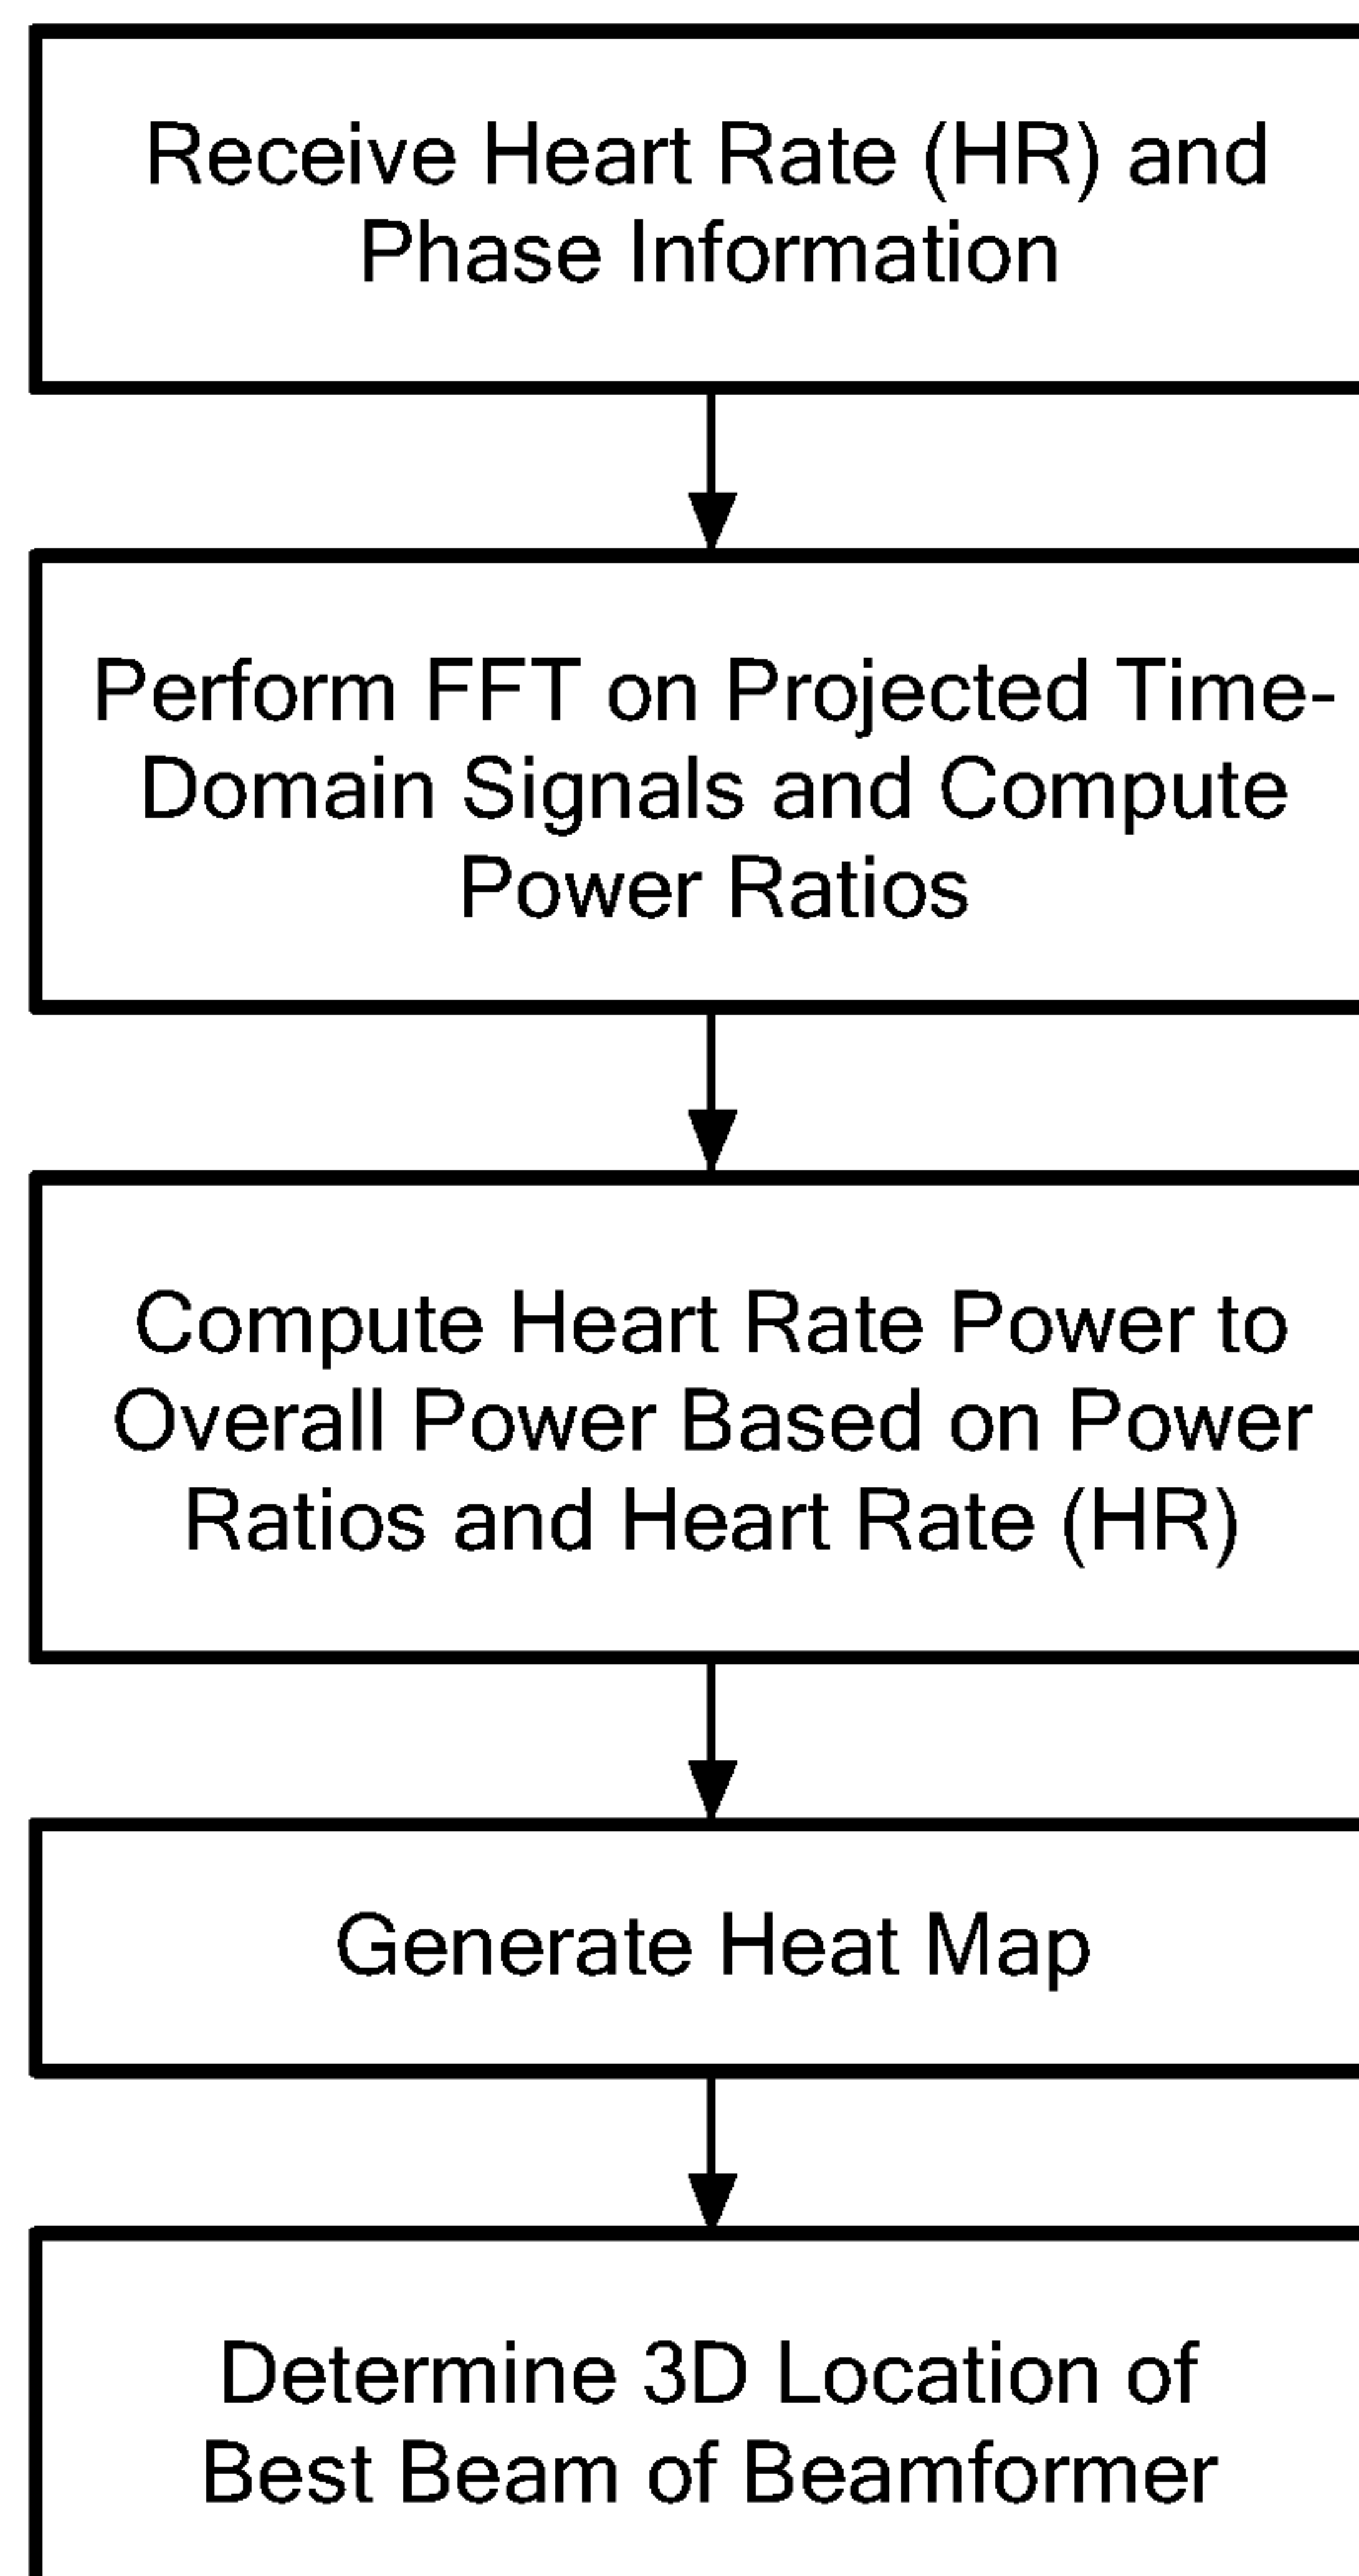 Receive Heart Rate (HR) and
Phase Information
Perform FFT on Projected Time-
Domain Signals and Compute
Power Ratios
Compute Heart Rate Power to
Overall Power Based on Power
Ratios and Heart Rate (HR)
Generate Heat Map
Determine 3D Location of
Best Beam of Beamformer